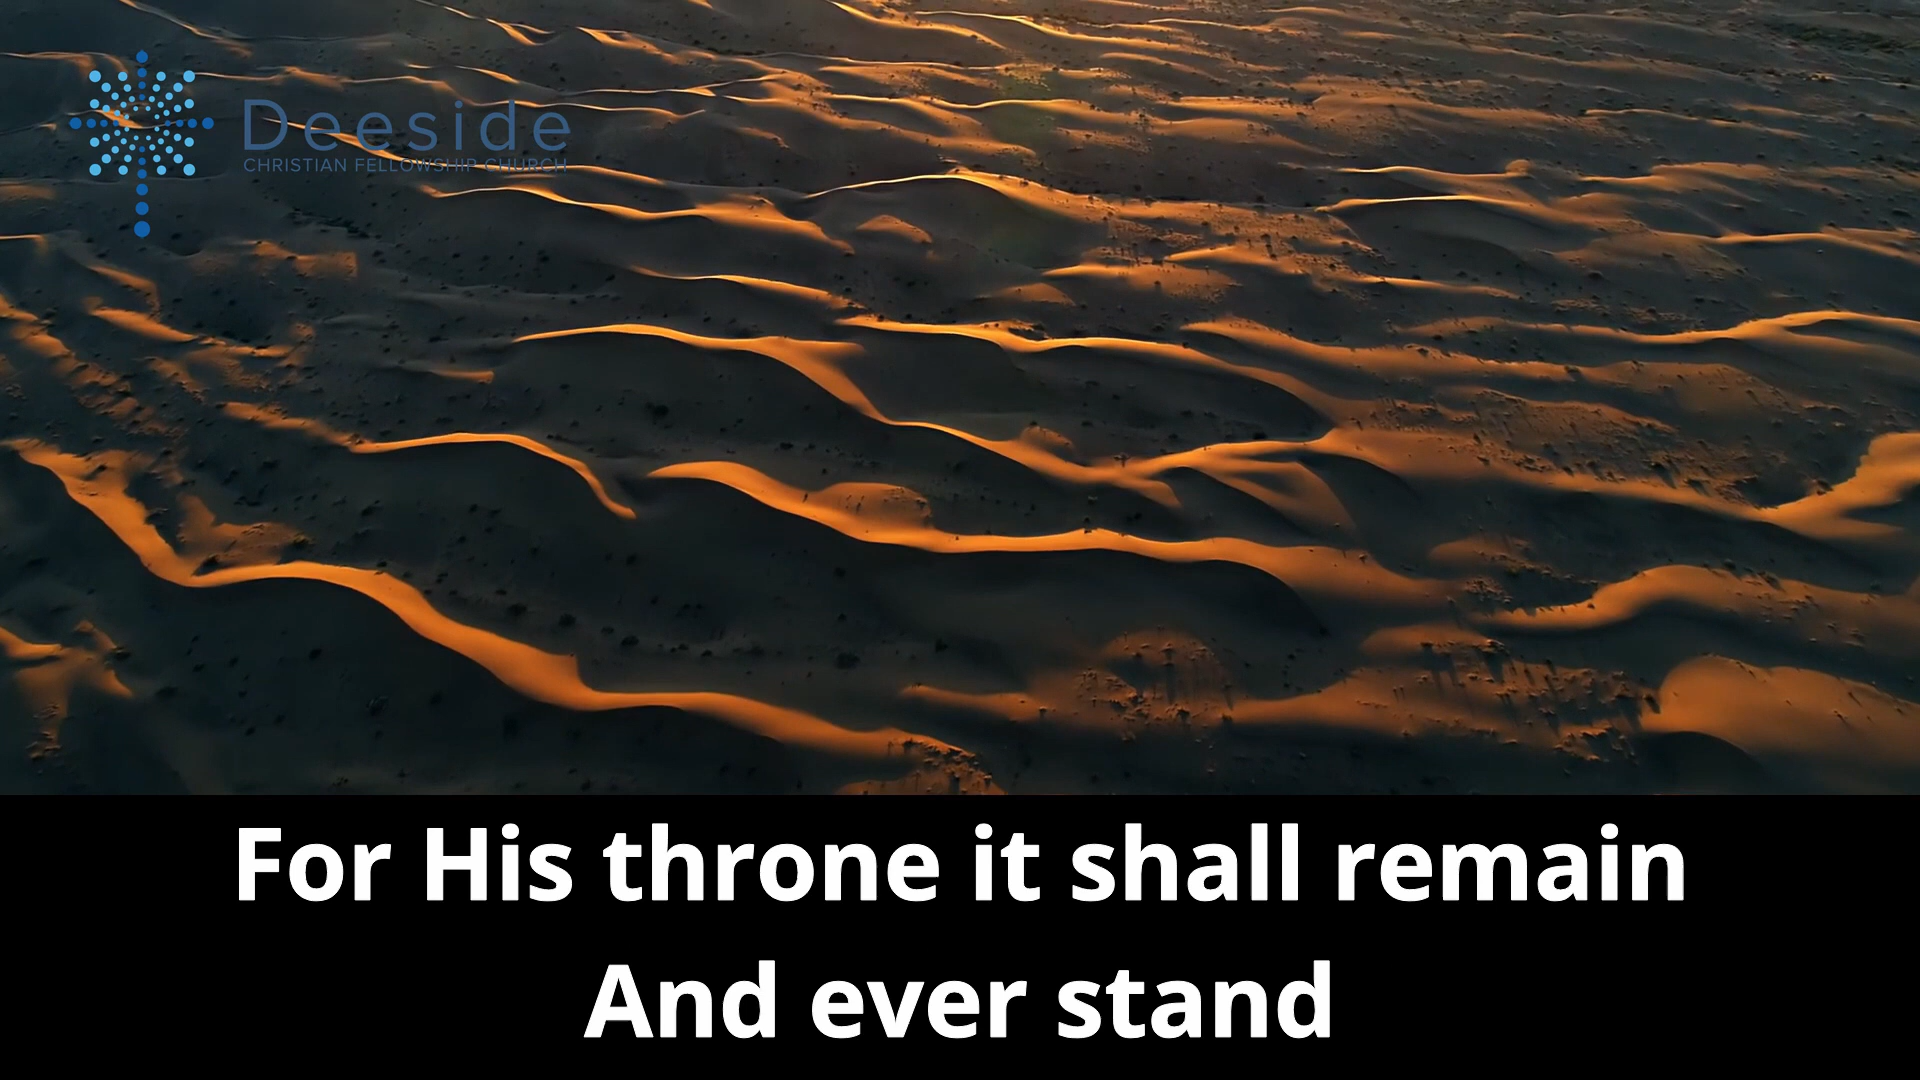 Deeside
CHRISTIAN FELLOWSHIP CHURCH
For His throne it shall remain
And ever stand